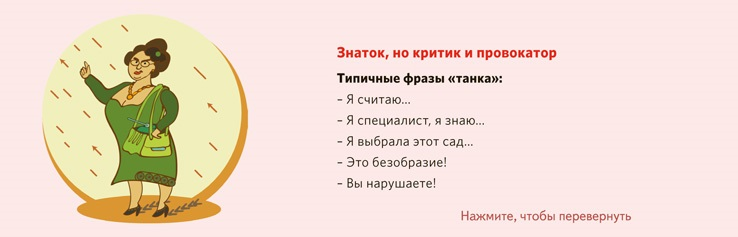 Знаток, но критик и провокатор
Типичные фразы «танка»:
– Я считаю...
– Я специалист, я знаю...
– Я выбрала этот сад...
– Это безобразие!
– Вы нарушаете!
Нажмите, чтобы перевернуть